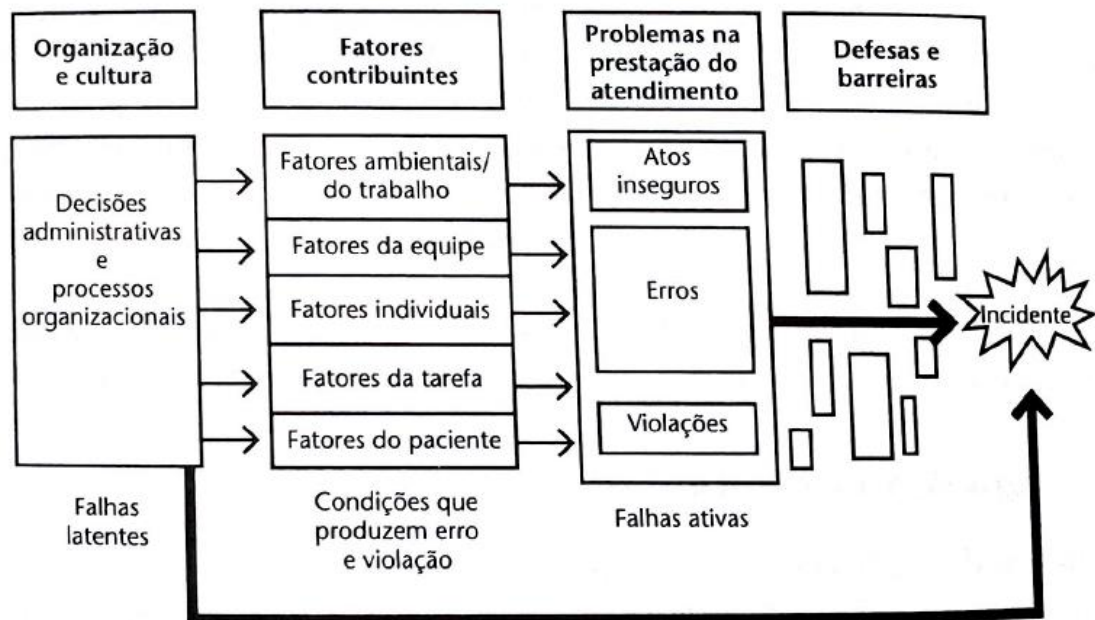 Organização
e cultura
Fatores
contribuintes
Problemas na
prestação do
atendimento
Defesas e
barreiras
Decisões
administrativas
e
processos
organizacionais
Fatores ambientais/
do trabalho
Fatores da equipe
Fatores individuais
Fatores da tarefa
Fatores do paciente
Atos
inseguros
Erros
Violações
Incidente
Falhas
latentes
Condições que
produzem erro
e violação
Falhas ativas